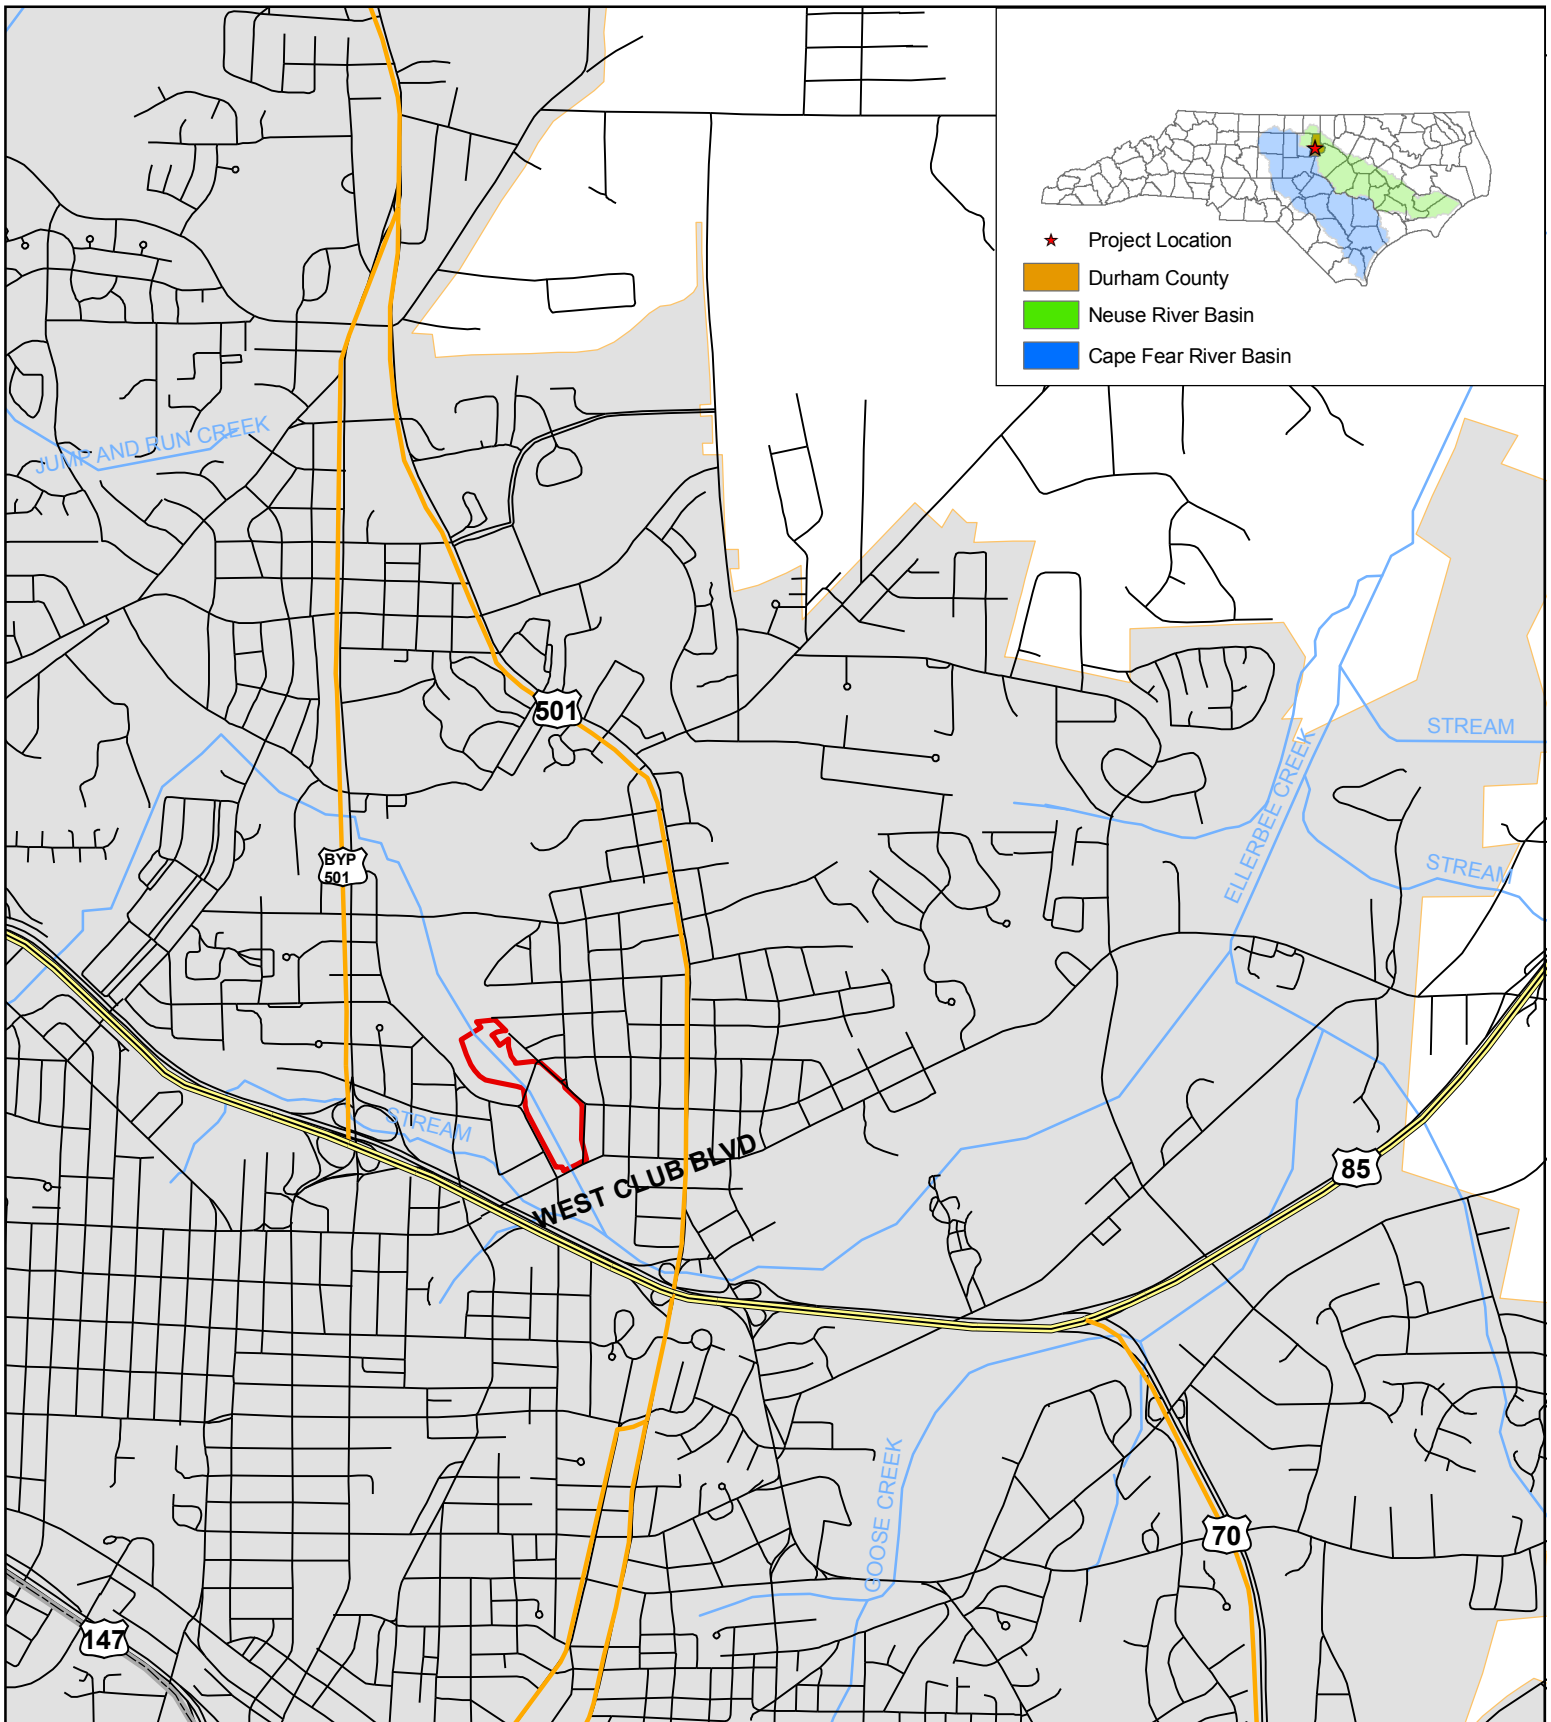 Project Location
Durham County
Neuse River Basin
Cape Fear River Basin
JUMP AND RUN CREEK
501
STREAM
ELLERBEE CREEK
BYP
501
STREAM
STREAM
WEST CLUB BLVD
85
GOOSE CREEK
70
147